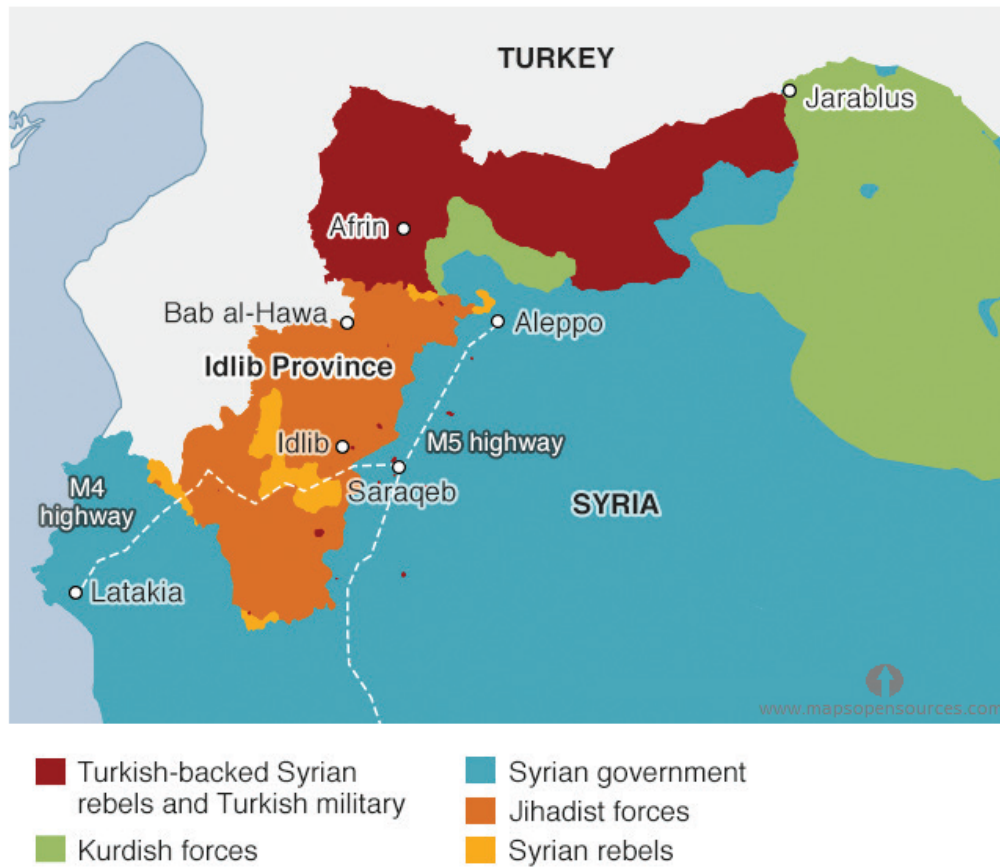 TURKEY
Jarablus
Afrin
Bab al-Hawa
Aleppo
Idlib Province
Idlib
M5 highway
Saraqeb
M4
highway
SYRIA
Latakia
www.mapsopensources.com
Turkish-backed Syrian
rebels and Turkish military
Kurdish forces
Syrian government
Jihadist forces
Syrian rebels